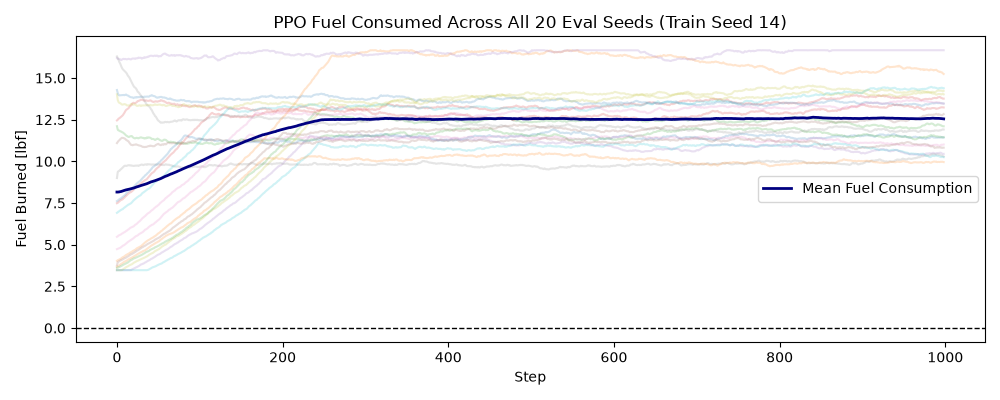 PPO Fuel Consumed Across All 20 Eval Seeds (Train Seed 14)
Fuel Burned [lbf]
15.0
12.5
10.0
7.5
5.0
2.5
0.0
Mean Fuel Consumption
0 200 400 600 800 1000
Step